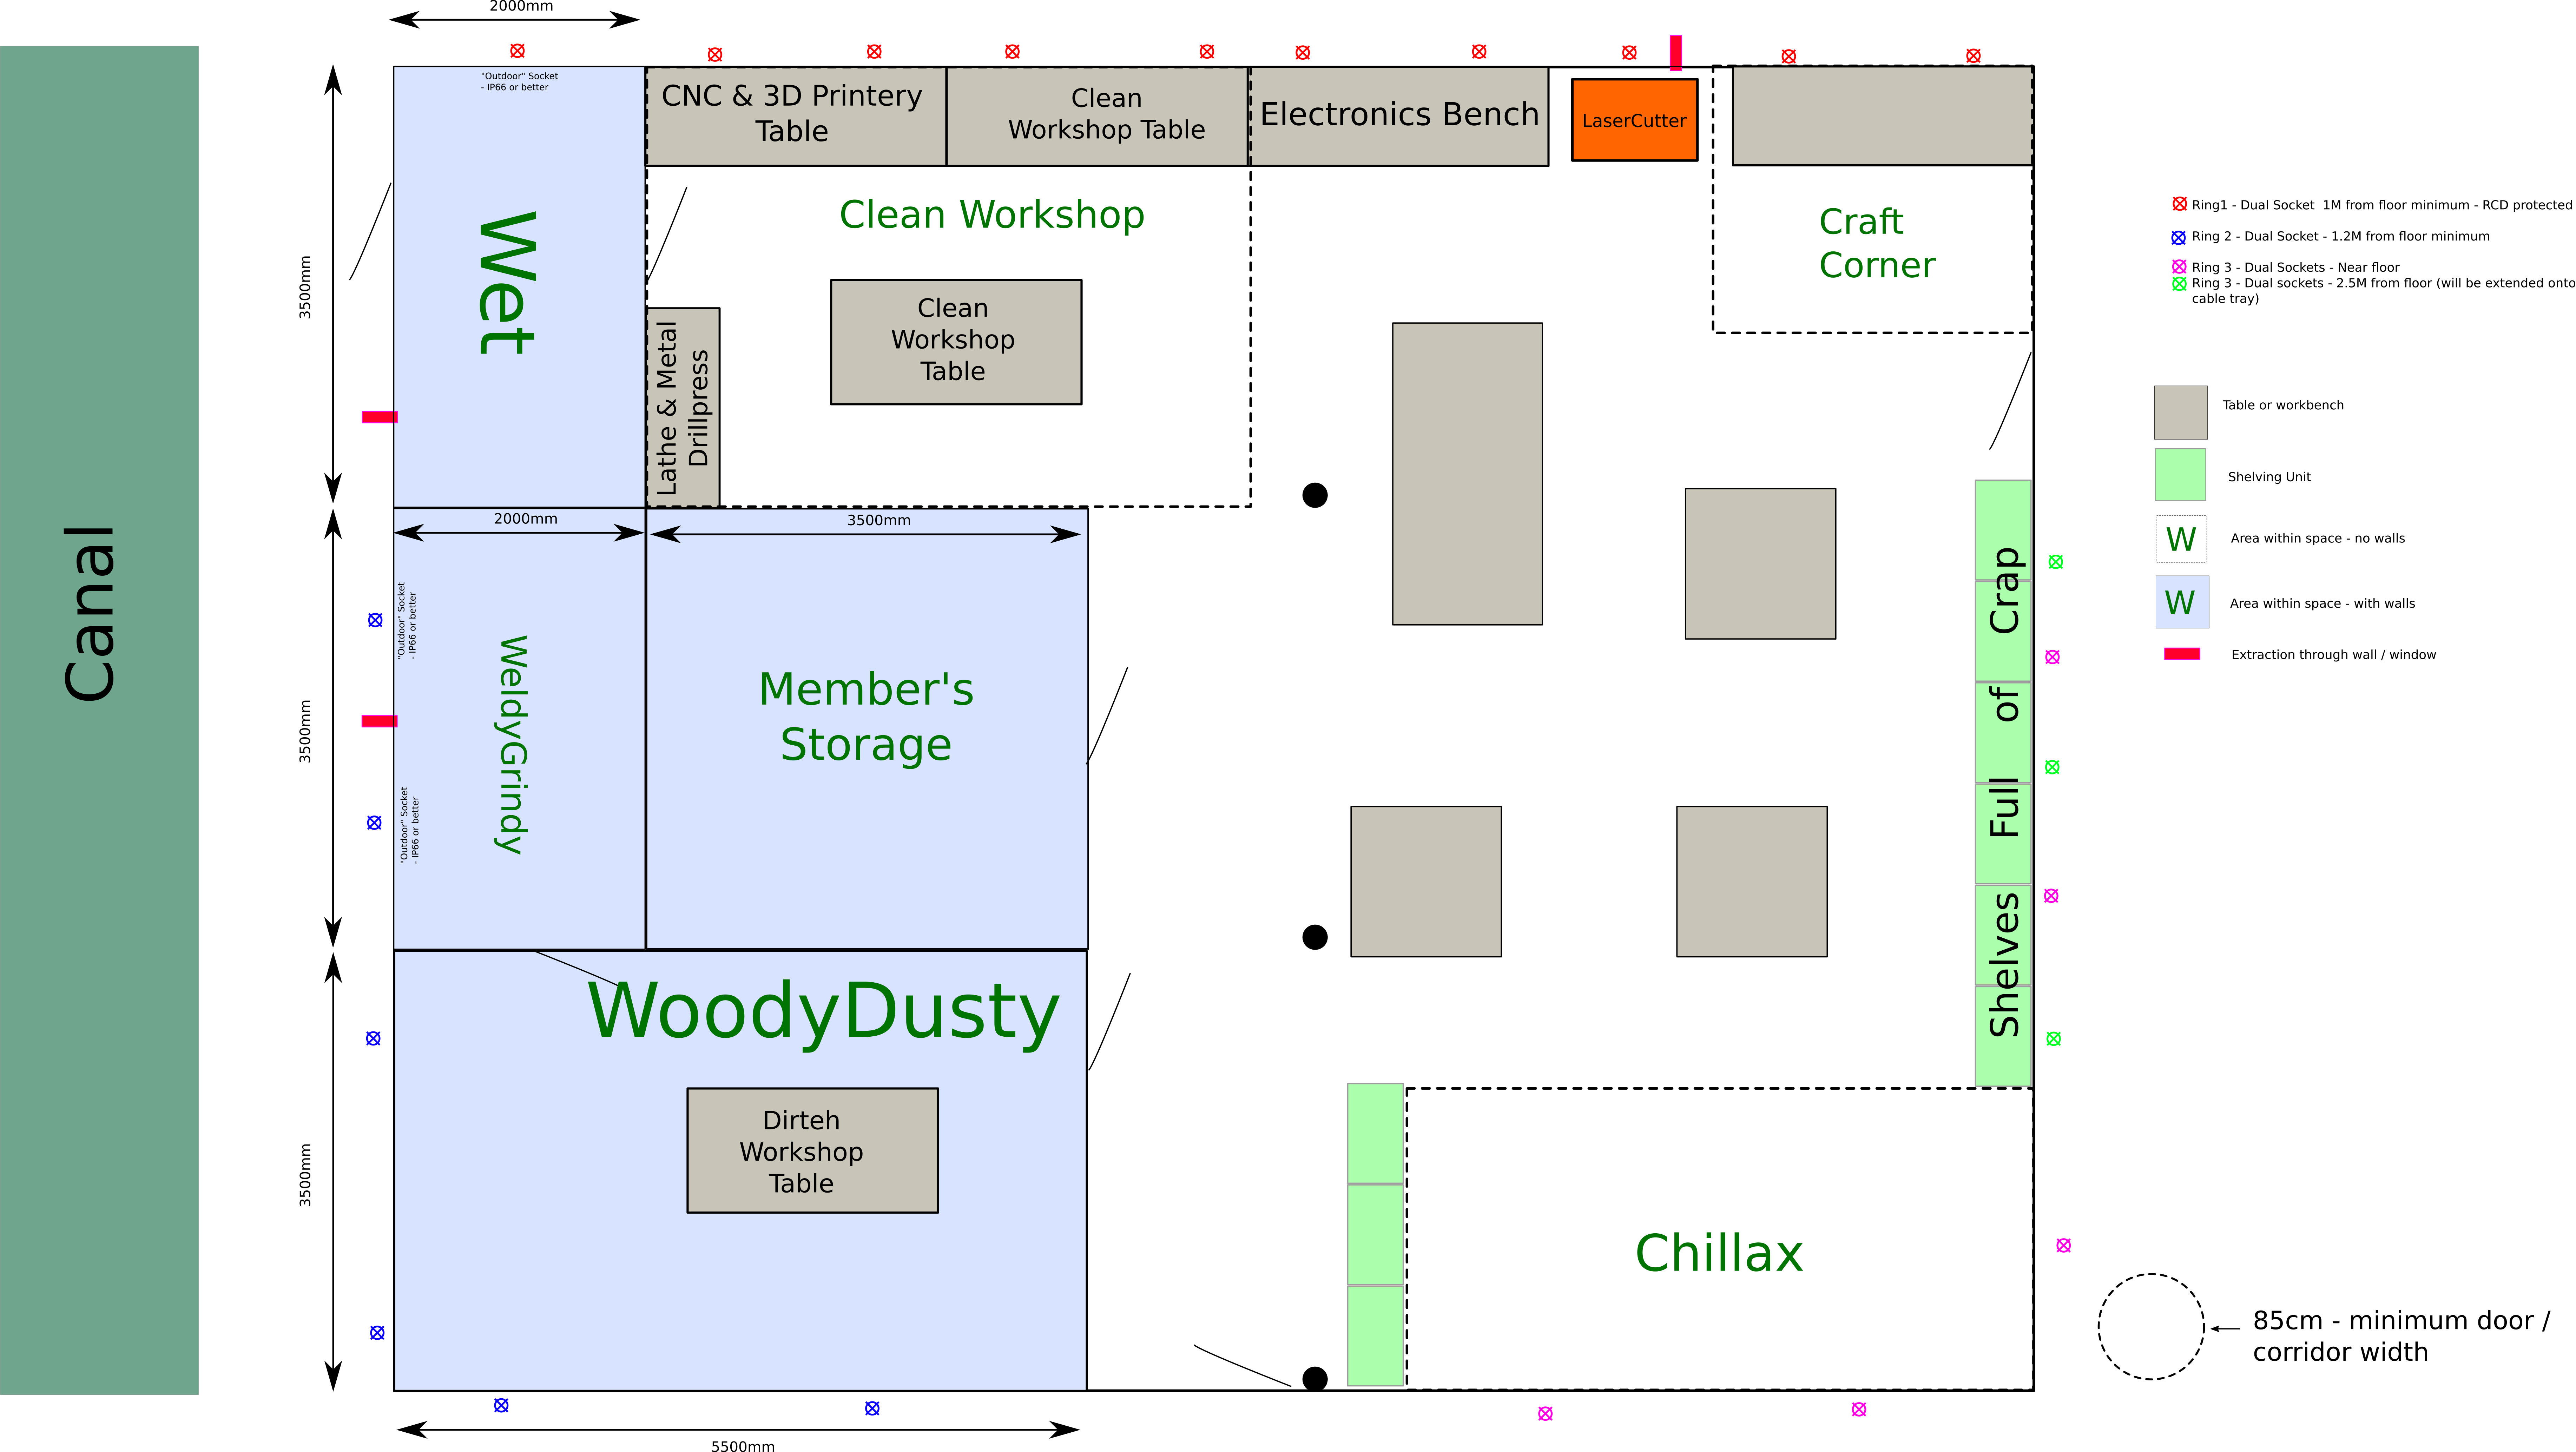 2000mm
"Outdoor" Socket
- IP66 or better
CNC & 3D Printery
Table
Clean
Workshop Table
Electronics Bench
LaserCutter
Wet
Clean Workshop
Craft
Corner
3500mm
Clean
Workshop
Table
Lathe & Metal
Drillpress
Canal
2000mm
3500mm
"Outdoor" Socket
- IP66 or better
"Outdoor" Socket
- IP66 or better
WeldyGrindy
Member's
Storage
3500mm
Shelves Full of Crap
WoodyDusty
Dirteh
Workshop
Table
3500mm
Chillax
5500mm
Ring1 - Dual Socket 1M from floor minimum - RCD protected
Ring 2 - Dual Socket - 1.2M from floor minimum
Ring 3 - Dual Sockets - Near floor
Ring 3 - Dual sockets - 2.5M from floor (will be extended onto
cable tray)
Table or workbench
Shelving Unit
W
Area within space - no walls
W
Area within space - with walls
Extraction through wall / window
85cm - minimum door /
corridor width